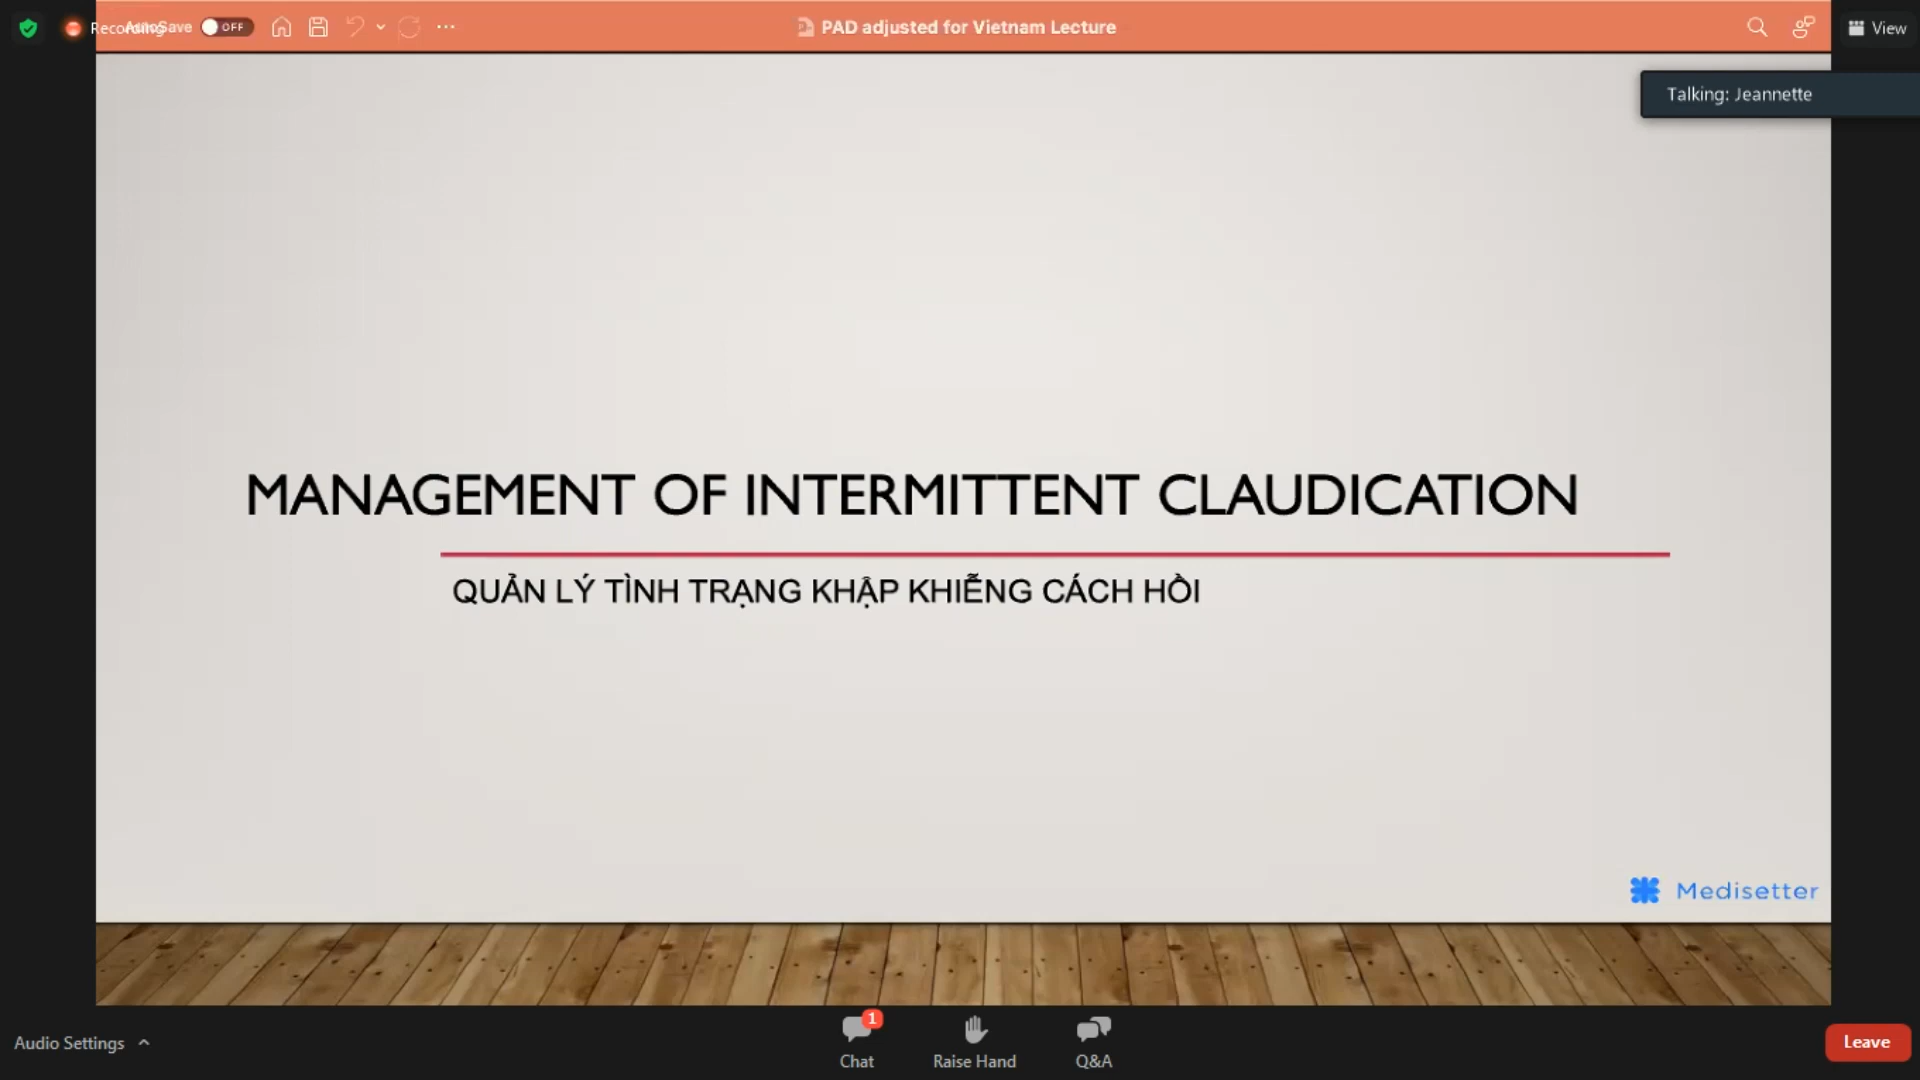 Recording
AutoSave OFF
PAD adjusted for Vietnam Lecture
View
Talking: Jeannette
MANAGEMENT OF INTERMITTENT CLAUDICATION
QUẢN LÝ TÌNH TRẠNG KHẬP KHIỄNG CÁCH HỒI
Medisetter
Audio Settings
1
Chat
Raise Hand
Q&A
Leave